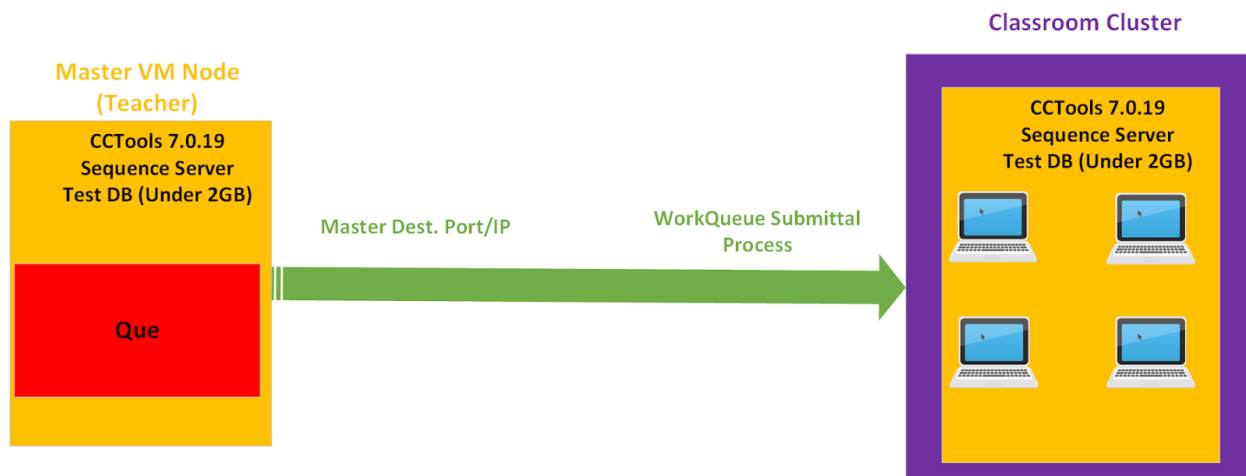 Classroom Cluster
Master VM Node
(Teacher)
CCTools 7.0.19
Sequence Server
Test DB (Under 2GB)
Que
Master Dest. Port/IP
WorkQueue Submittal
Process
CCTools 7.0.19
Sequence Server
Test DB (Under 2GB)